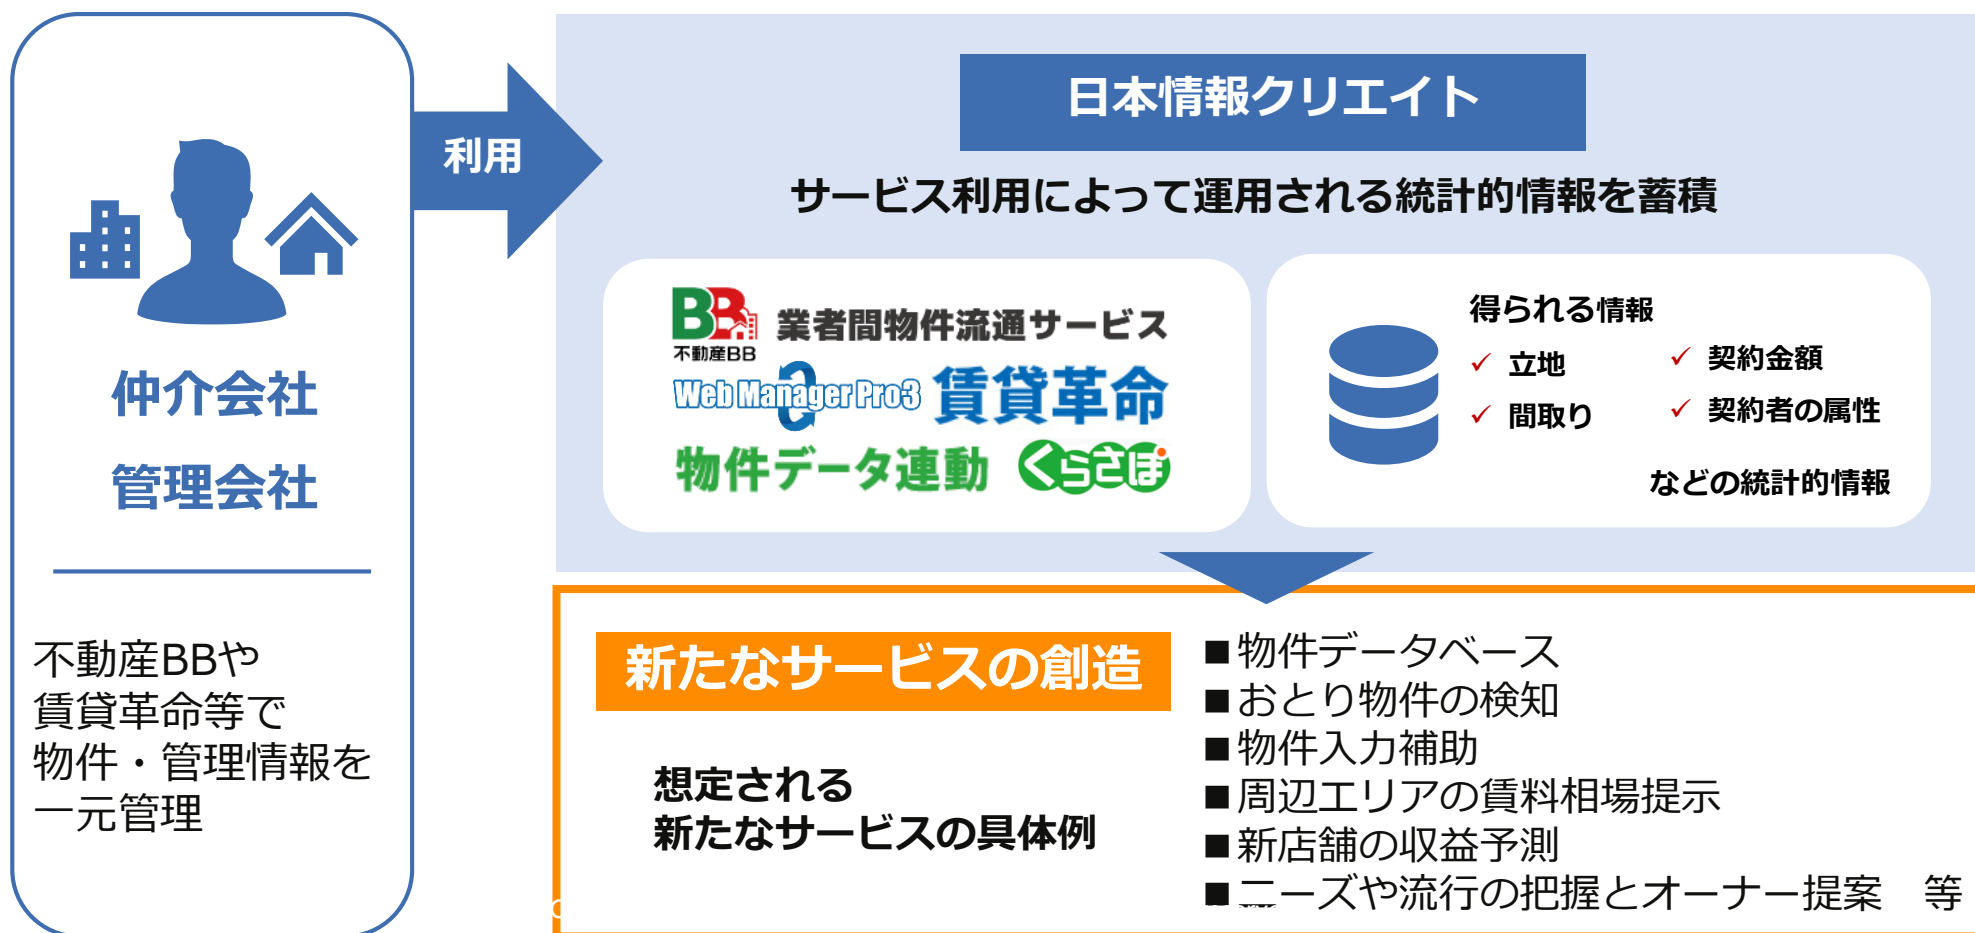 仲介会社
管理会社
不動産BBや
賃貸革命等で
物件・管理情報を
一元管理
利用
日本情報クリエイト
サービス利用によって運用される統計的情報を蓄積
BB 業者間物件流通サービス
不動産BB
Web Manager Pro3 賃貸革命
物件データ連動 くらさぽ
得られる情報
✓ 立地
✓ 契約金額
✓ 間取り
✓ 契約者の属性
などの統計的情報
新たなサービスの創造
想定される
新たなサービスの具体例
■物件データベース
■おとり物件の検知
■物件入力補助
■周辺エリアの賃料相場提示
■新店舗の収益予測
■ニーズや流行の把握とオーナー提案　等